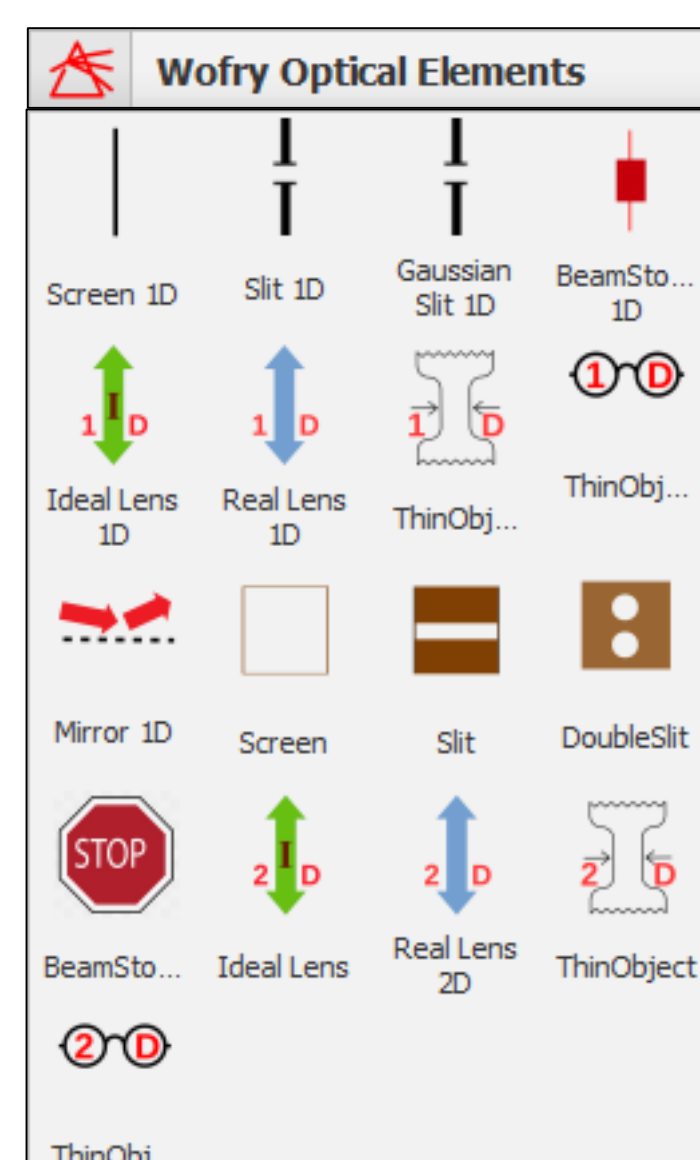 Wofry Optical Elements
Screen 1D
Slit 1D
Gaussian
Slit 1D
BeamSto...
1D
1 I D
Ideal Lens
1D
1 D
Real Lens
1D
1 D
ThinObj...
1 D
ThinObj...
Mirror 1D
Screen
Slit
DoubleSlit
STOP
BeamSto...
2 I D
Ideal Lens
2 D
Real Lens
2D
2 D
ThinObject
2 D
ThinObj